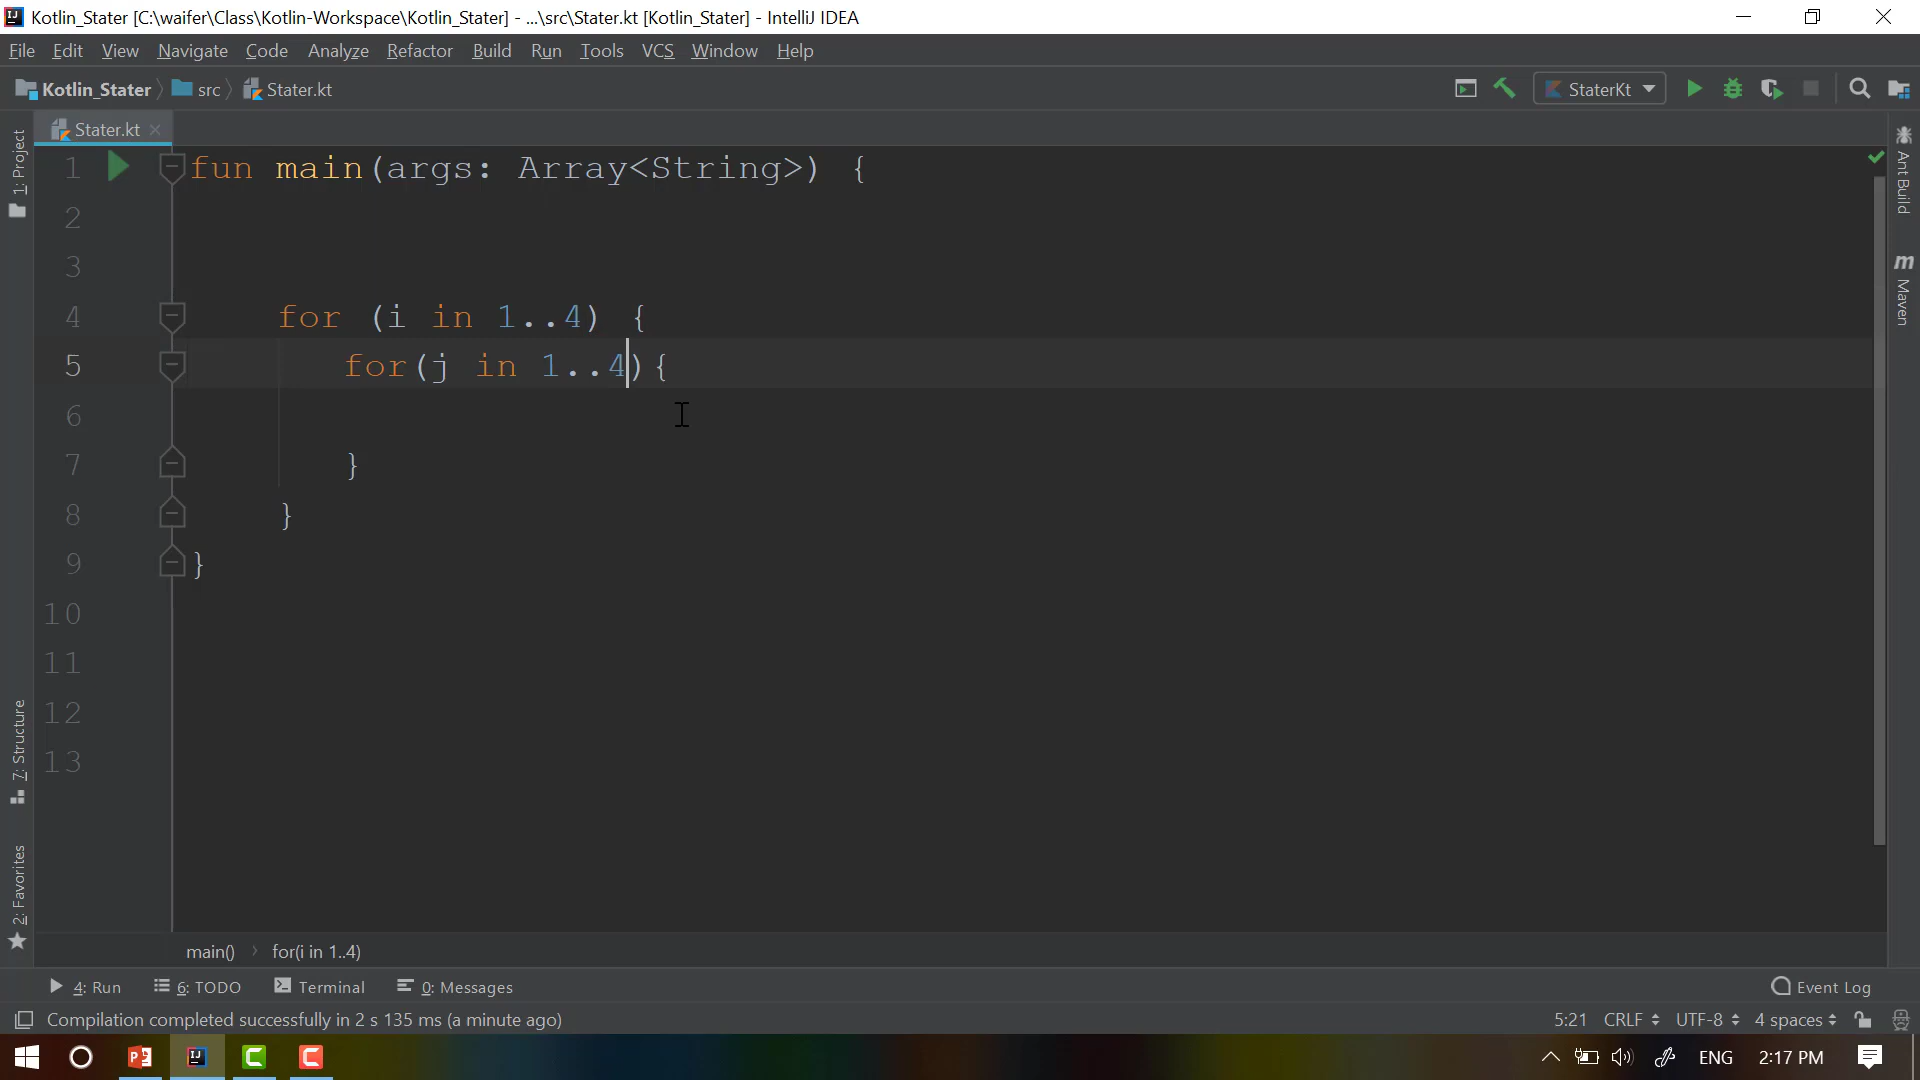 Kotlin_Stater [C:\waifer\Class\Kotlin-Workspace\Kotlin_Stater] - ...\src\Stater.kt [Kotlin_Stater] - IntelliJ IDEA
File Edit View Navigate Code Analyze Refactor Build Run Tools VCS Window Help
Kotlin_Stater src Stater.kt StaterKt
Stater.kt
1: Project
Ant Build
Maven
7: Structure
2: Favorites
1 fun main(args: Array<String>) {
2
3
4 for (i in 1..4) {
5 for(j in 1..4){
6
7 }
8 }
9 }
10
11
12
13
main() for(i in 1..4)
4: Run 6: TODO Terminal 0: Messages Event Log
Compilation completed successfully in 2 s 135 ms (a minute ago) 5:21 CRLF UTF-8 4 spaces
ENG 2:17 PM